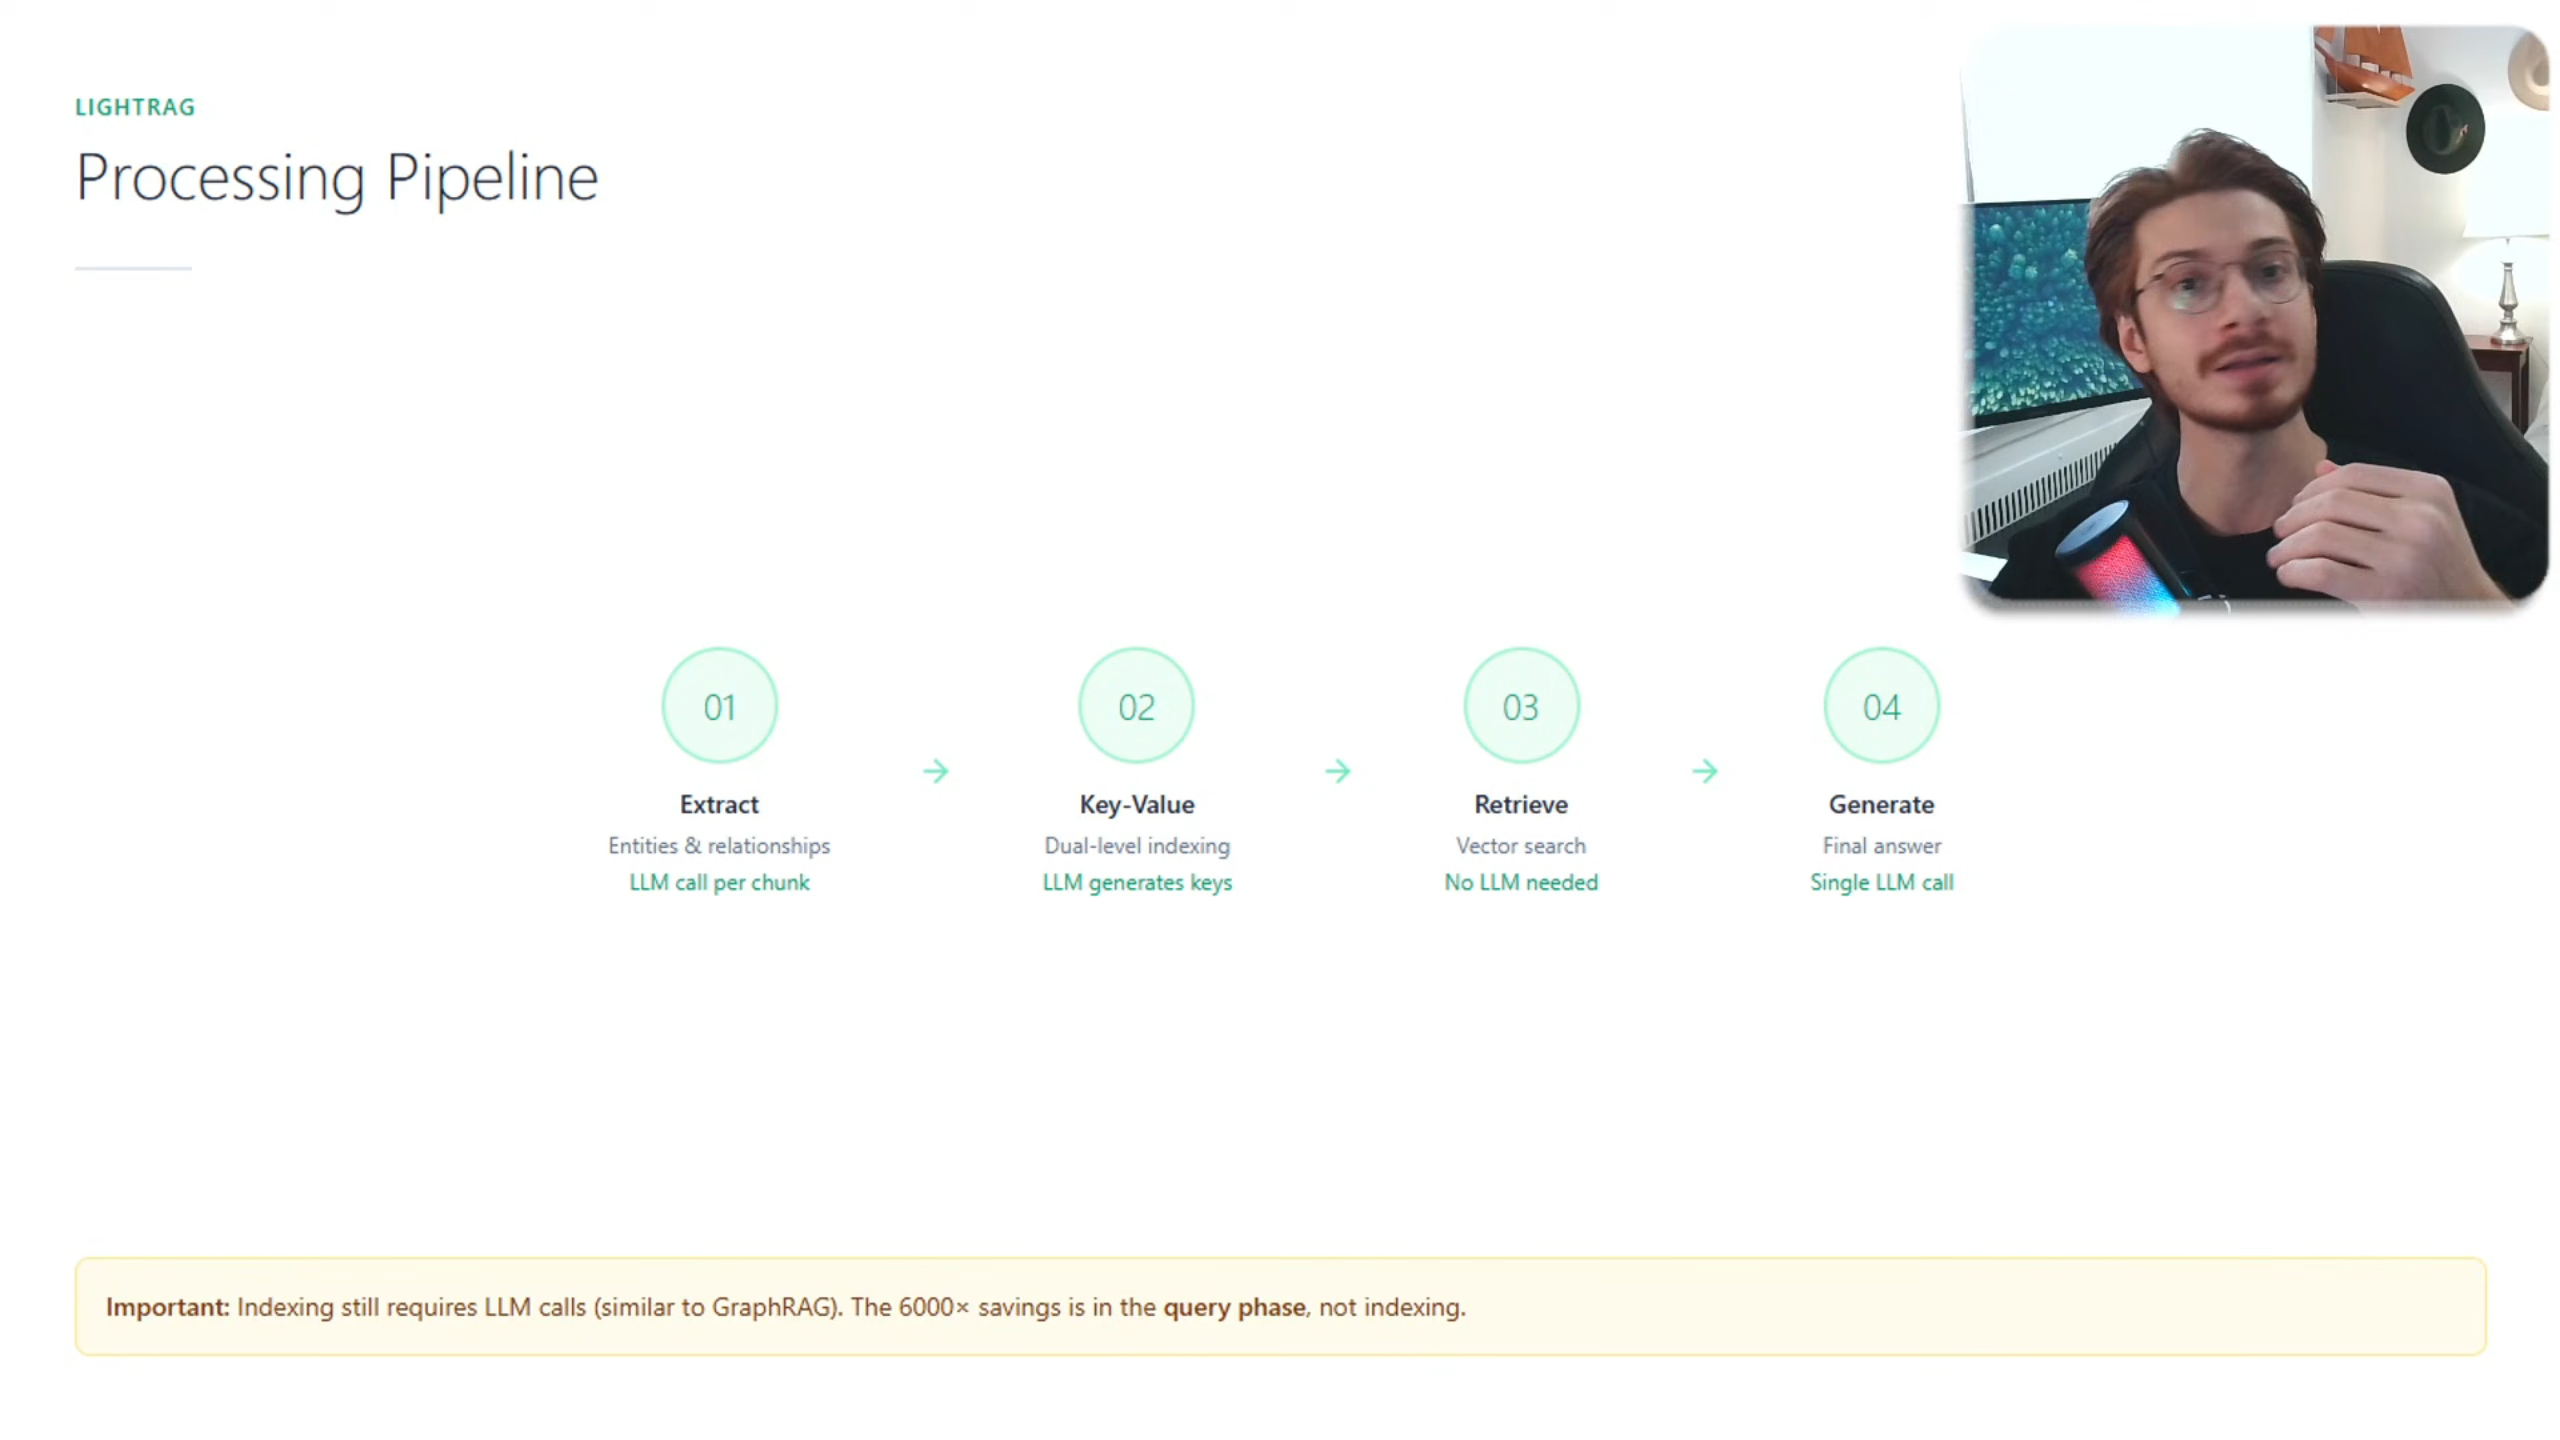 LIGHTRAG
Processing Pipeline
01
Extract
Entities & relationships
LLM call per chunk
→
02
Key-Value
Dual-level indexing
LLM generates keys
→
03
Retrieve
Vector search
No LLM needed
→
04
Generate
Final answer
Single LLM call
Important: Indexing still requires LLM calls (similar to GraphRAG). The 6000× savings is in the query phase, not indexing.